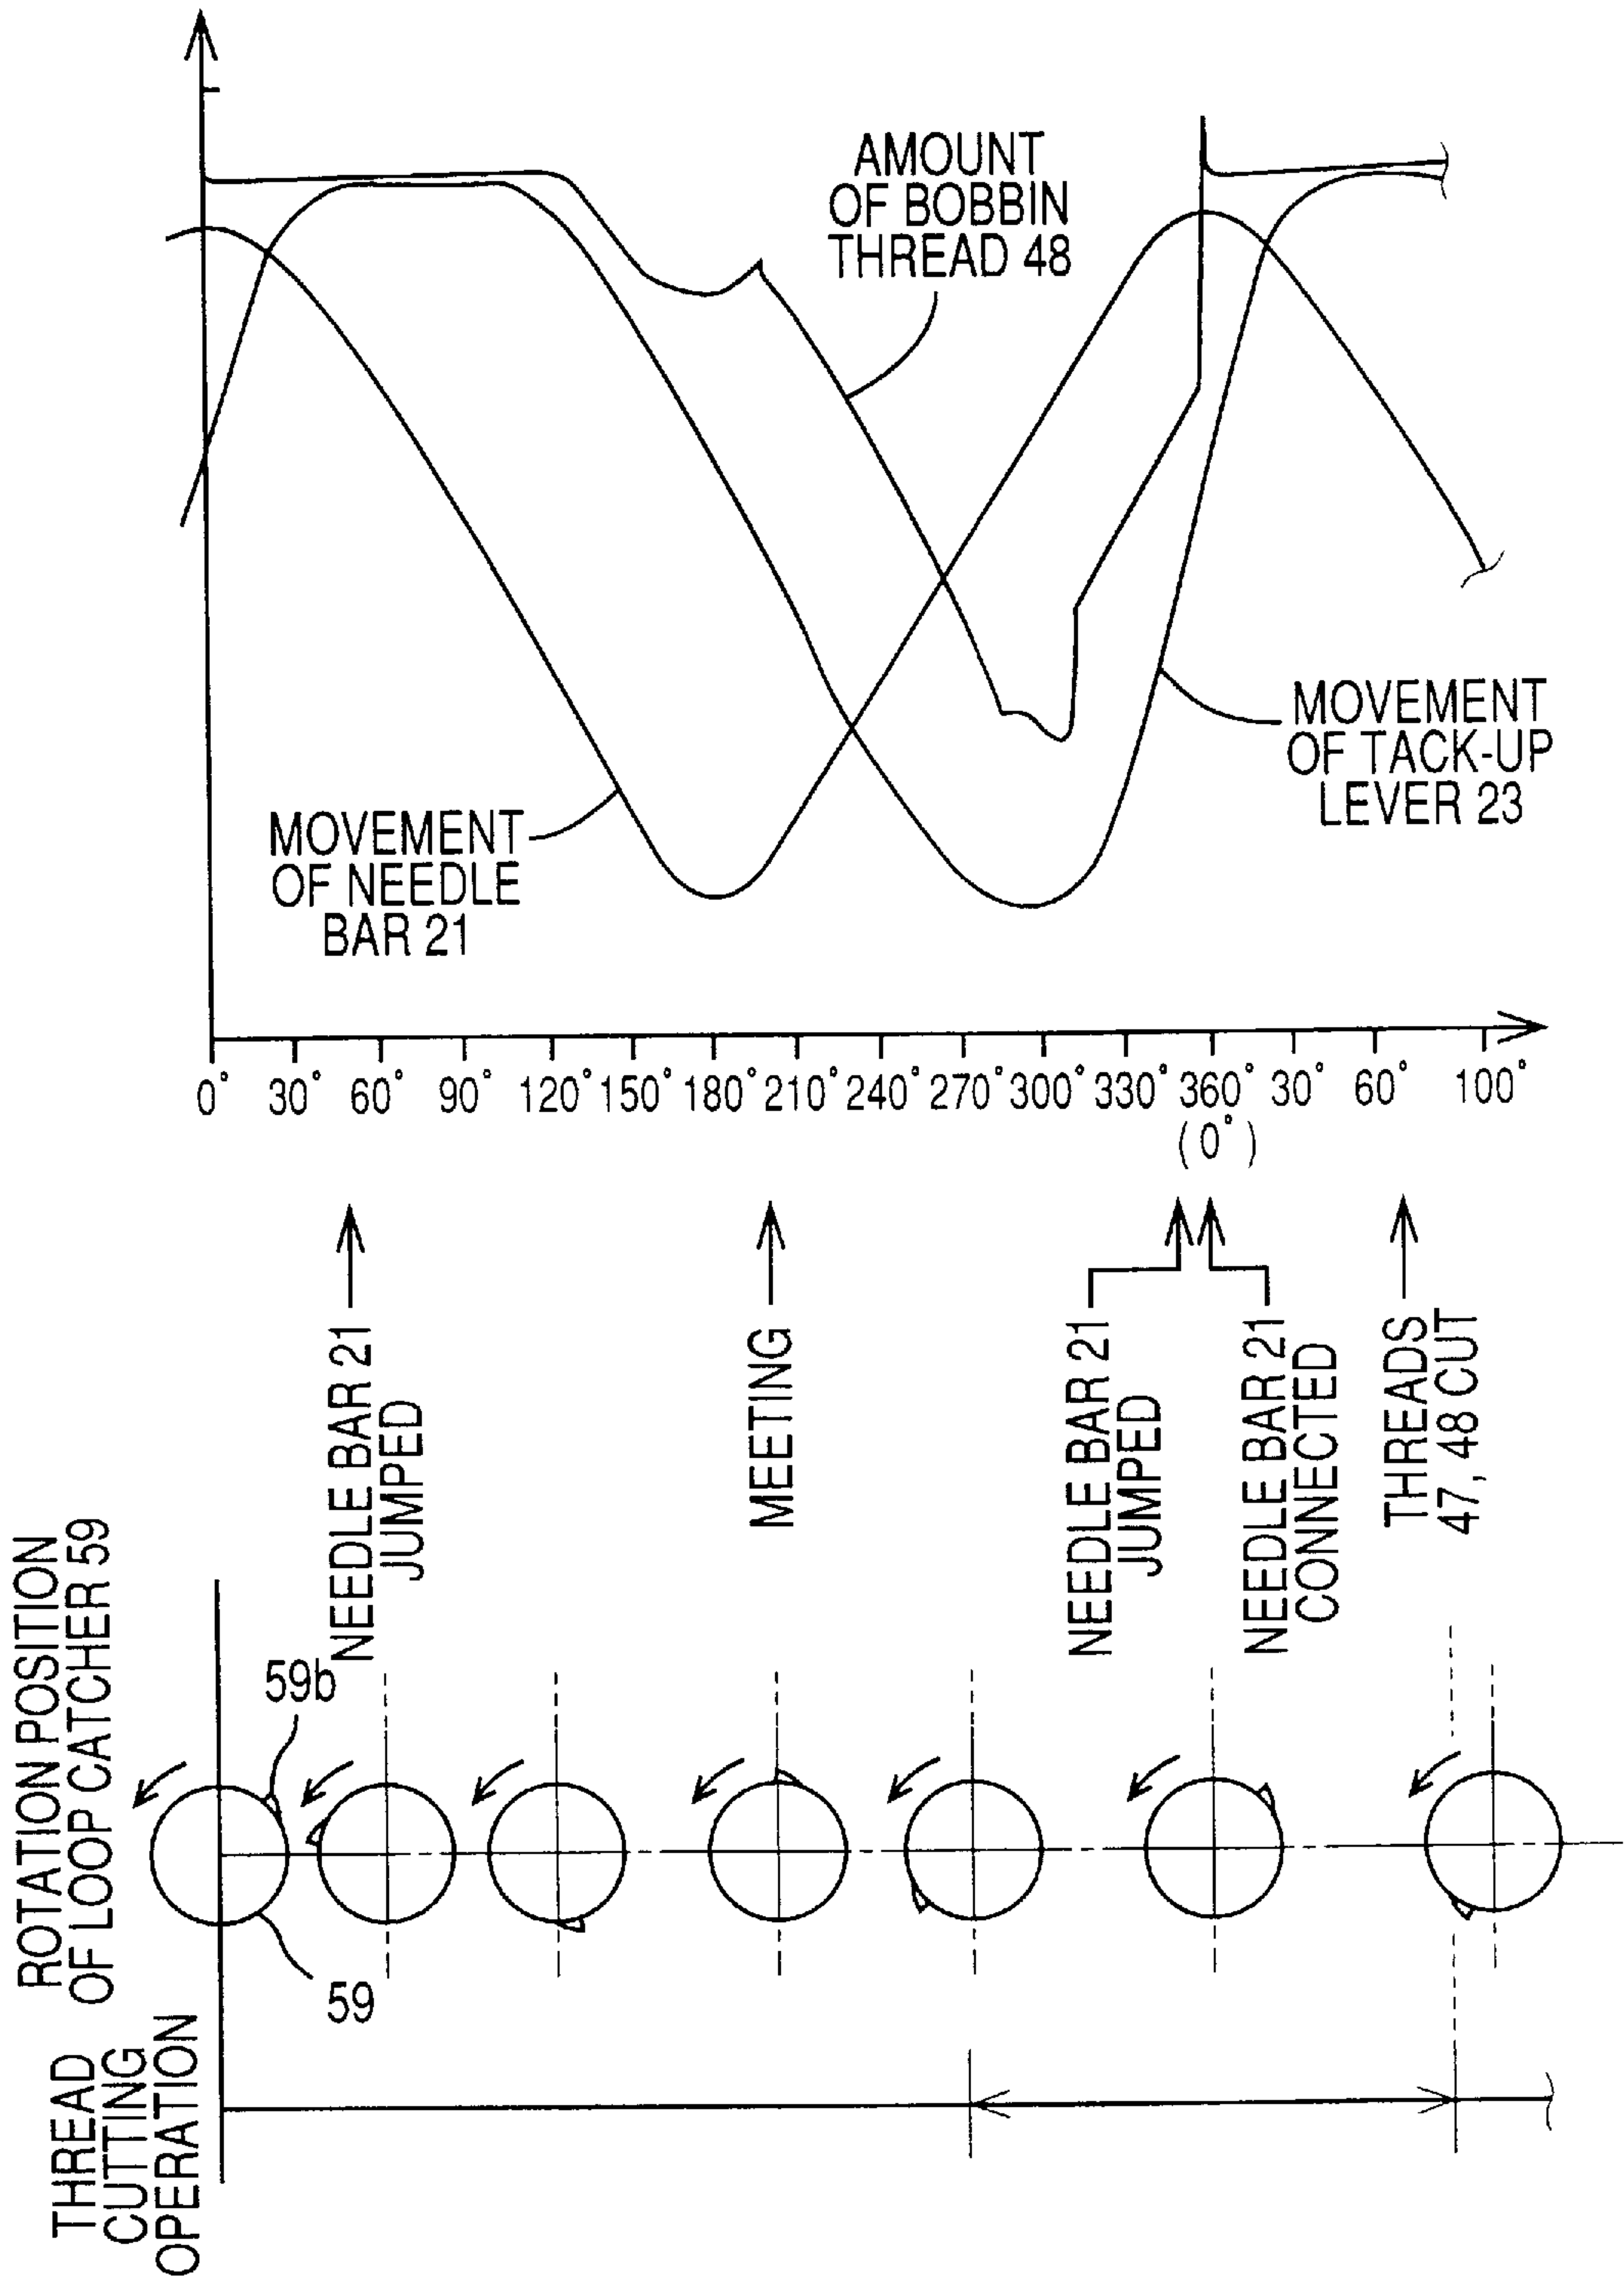 AMOUNT
OF BOBBIN
THREAD 48
MOVEMENT
OF TACK-UP
LEVER 23
MOVEMENT
OF NEEDLE
BAR 21
0° 30° 60° 90° 120° 150° 180° 210° 240° 270° 300° 330° 360° 30° 60° 100°
(0°)
NEEDLE BAR 21
JUMPED
MEETING
NEEDLE BAR 21
JUMPED
NEEDLE BAR 21
CONNECTED
THREADS
47, 48 CUT
ROTATION POSITION
OF LOOP CATCHER 59
59b
59
THREAD
CUTTING
OPERATION